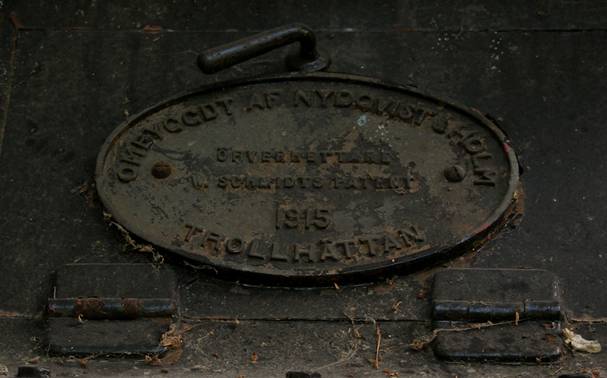 OMBYGGDT AF NYDQVIST & HOLM
ÖFVERHETTARE
W. SCHMIDTS PATENT
1915
TROLLHÄTTAN